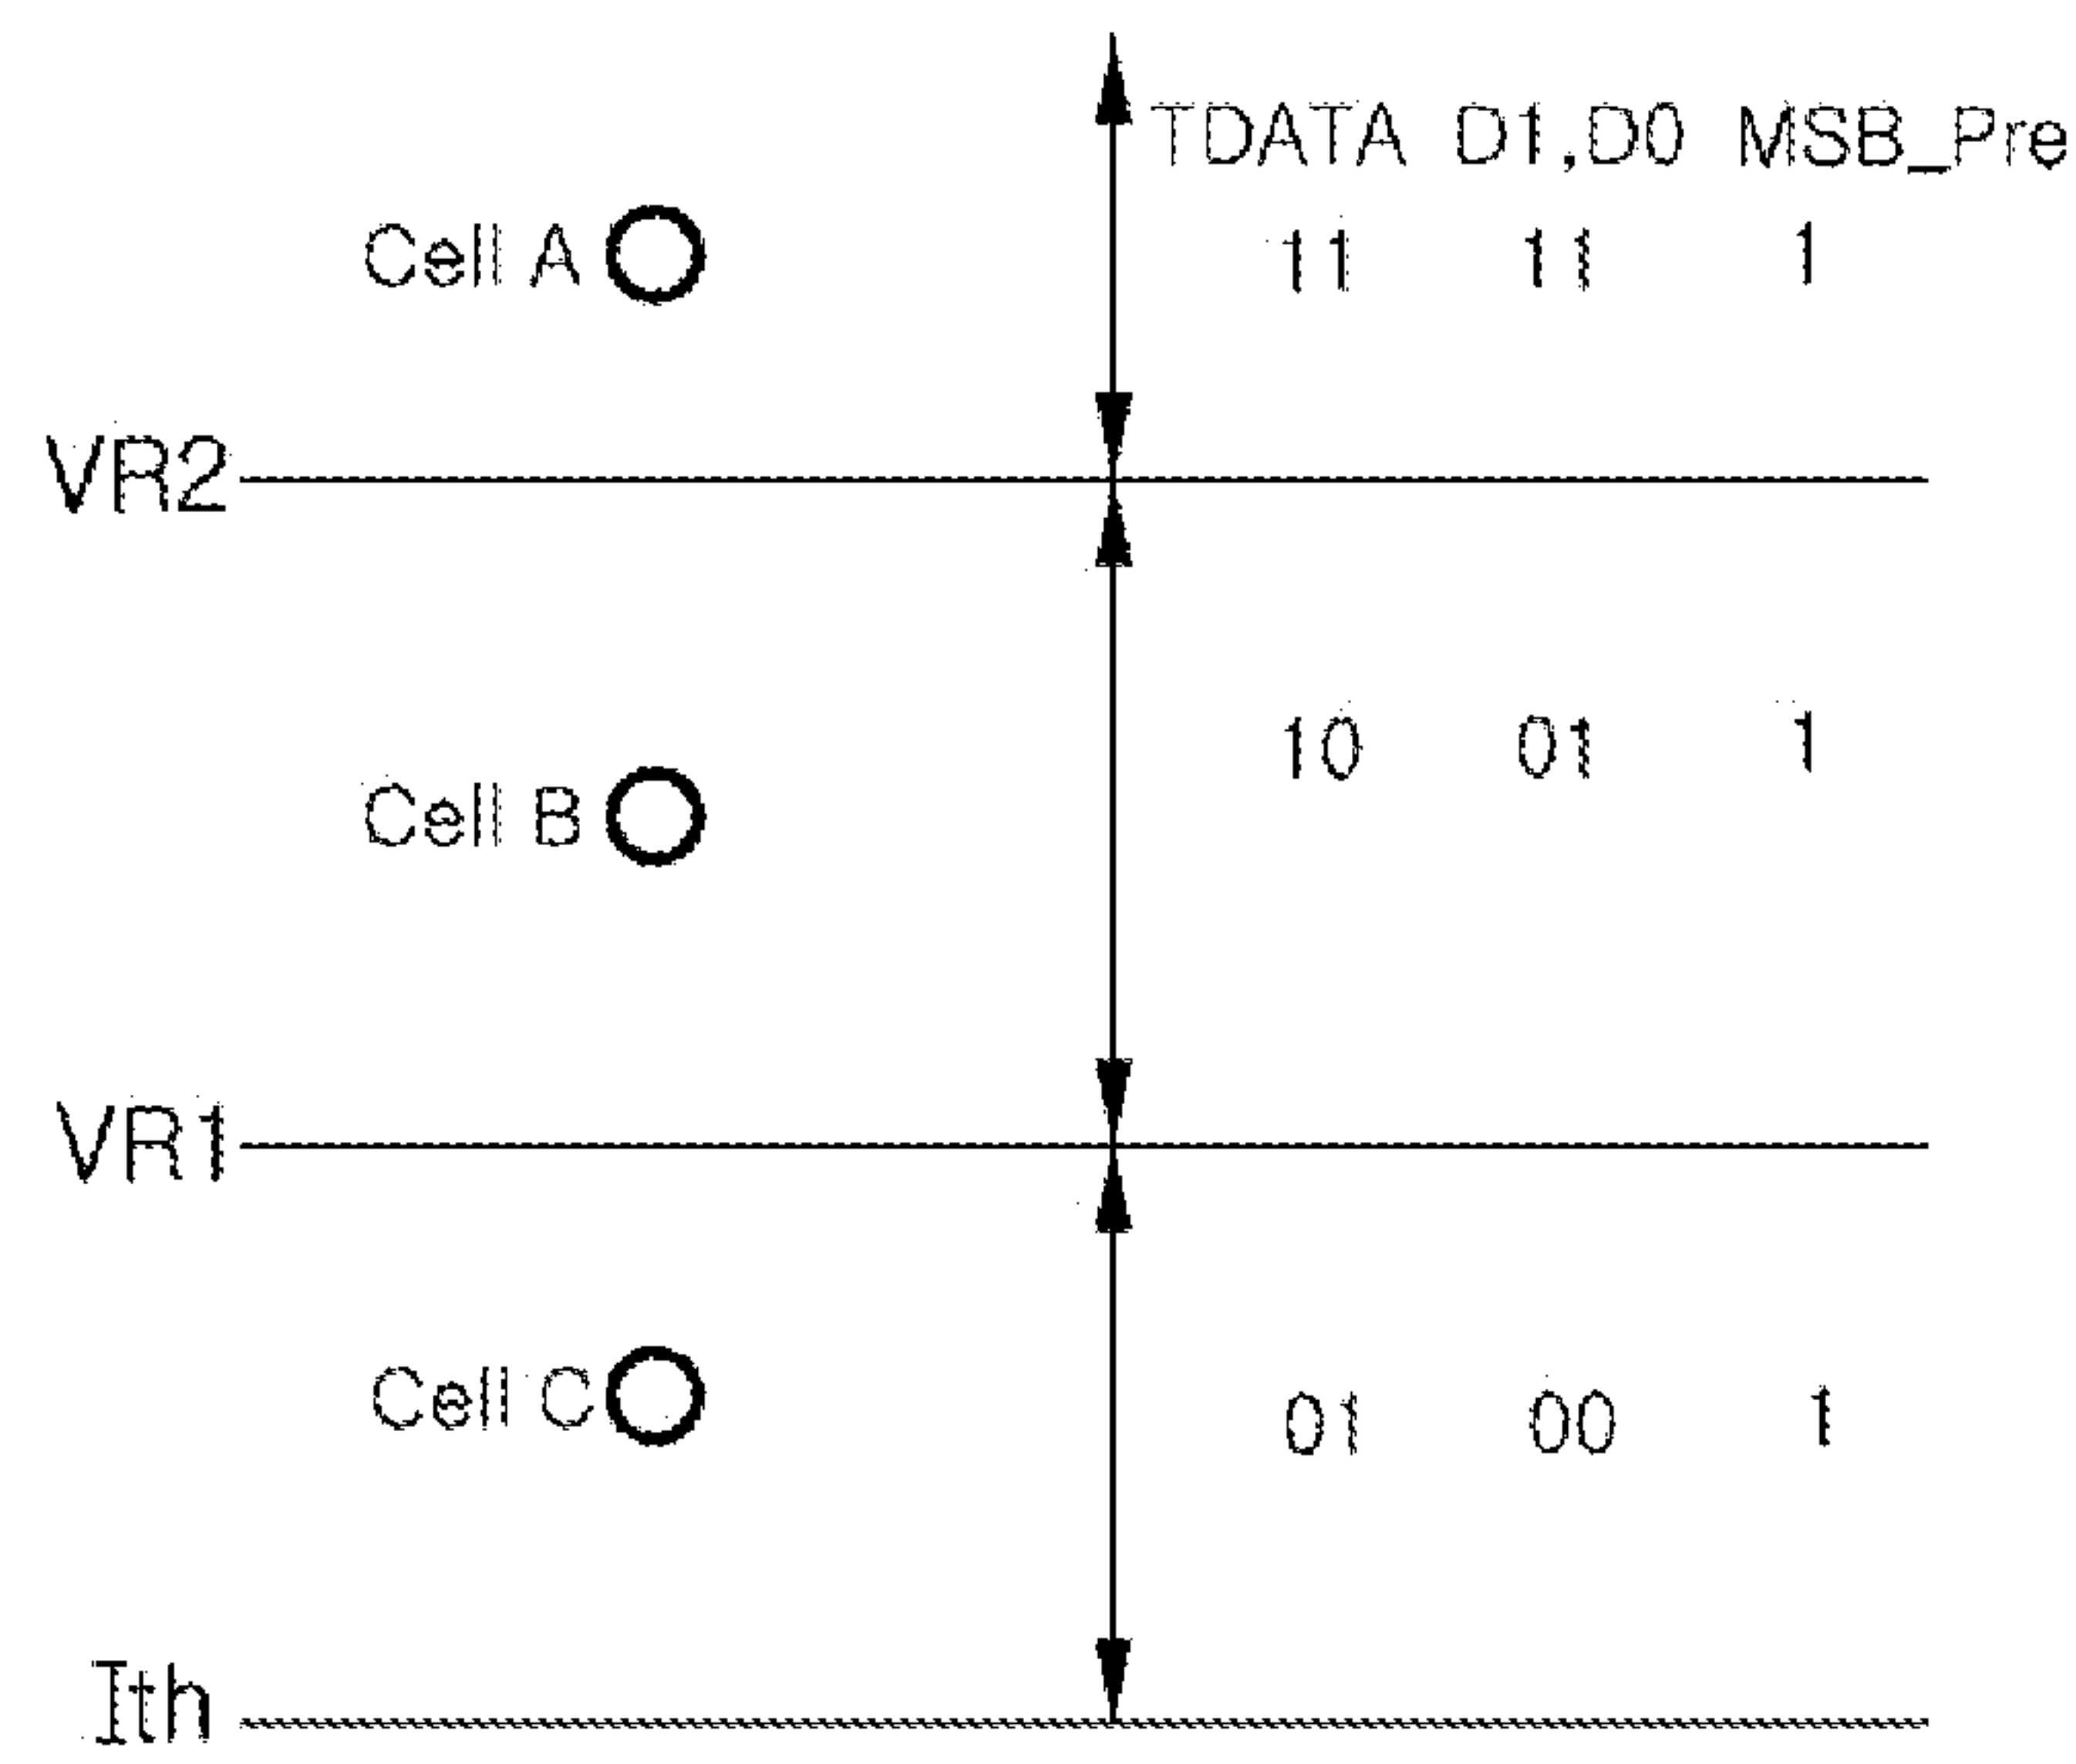 TDATA D1,D0 MSB_Pre
Cell A 11 11 1
VR2
10 01 1
Cell B
VR1
Cell C 01 00 1
Ith